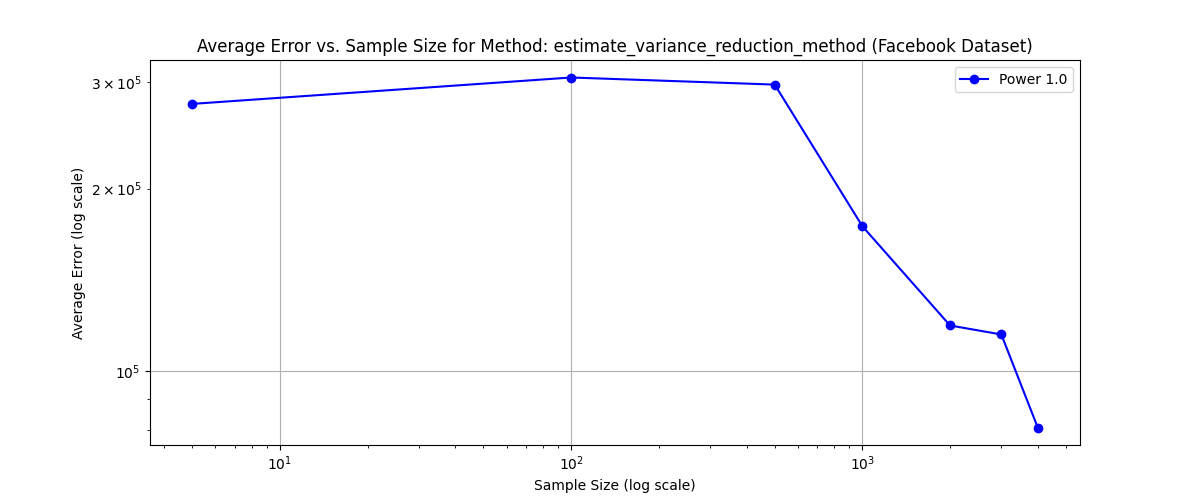 Average Error vs. Sample Size for Method: estimate_variance_reduction_method (Facebook Dataset)
Power 1.0
3 × 10⁵
2 × 10⁵
10⁵
Average Error (log scale)
10¹ 10² 10³
Sample Size (log scale)